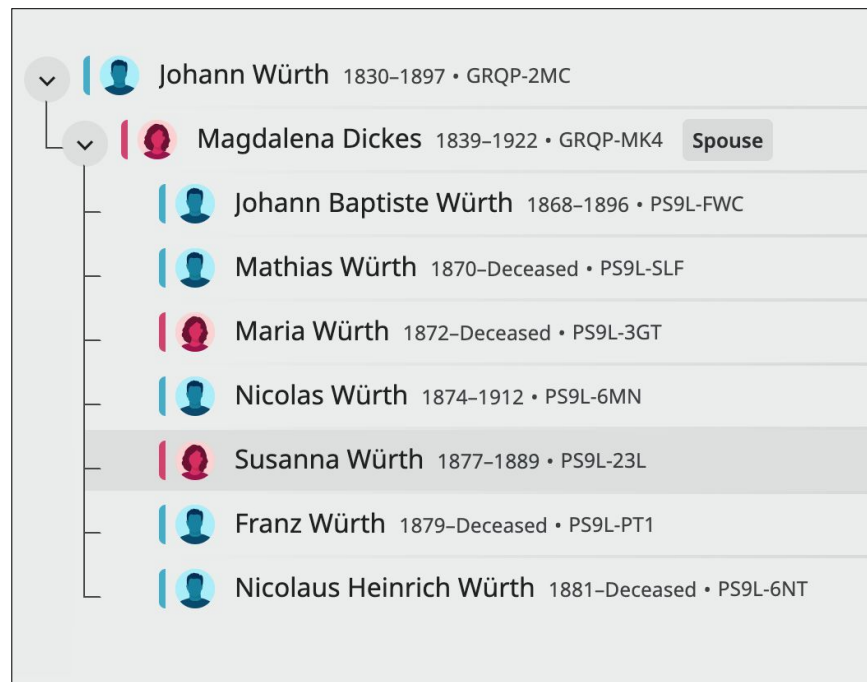 Johann Würth 1830–1897 • GRQP-2MC
Magdalena Dickes 1839–1922 • GRQP-MK4 Spouse
Johann Baptiste Würth 1868–1896 • PS9L-FWC
Mathias Würth 1870–Deceased • PS9L-SLF
Maria Würth 1872–Deceased • PS9L-3GT
Nicolas Würth 1874–1912 • PS9L-6MN
Susanna Würth 1877–1889 • PS9L-23L
Franz Würth 1879–Deceased • PS9L-PT1
Nicolaus Heinrich Würth 1881–Deceased • PS9L-6NT